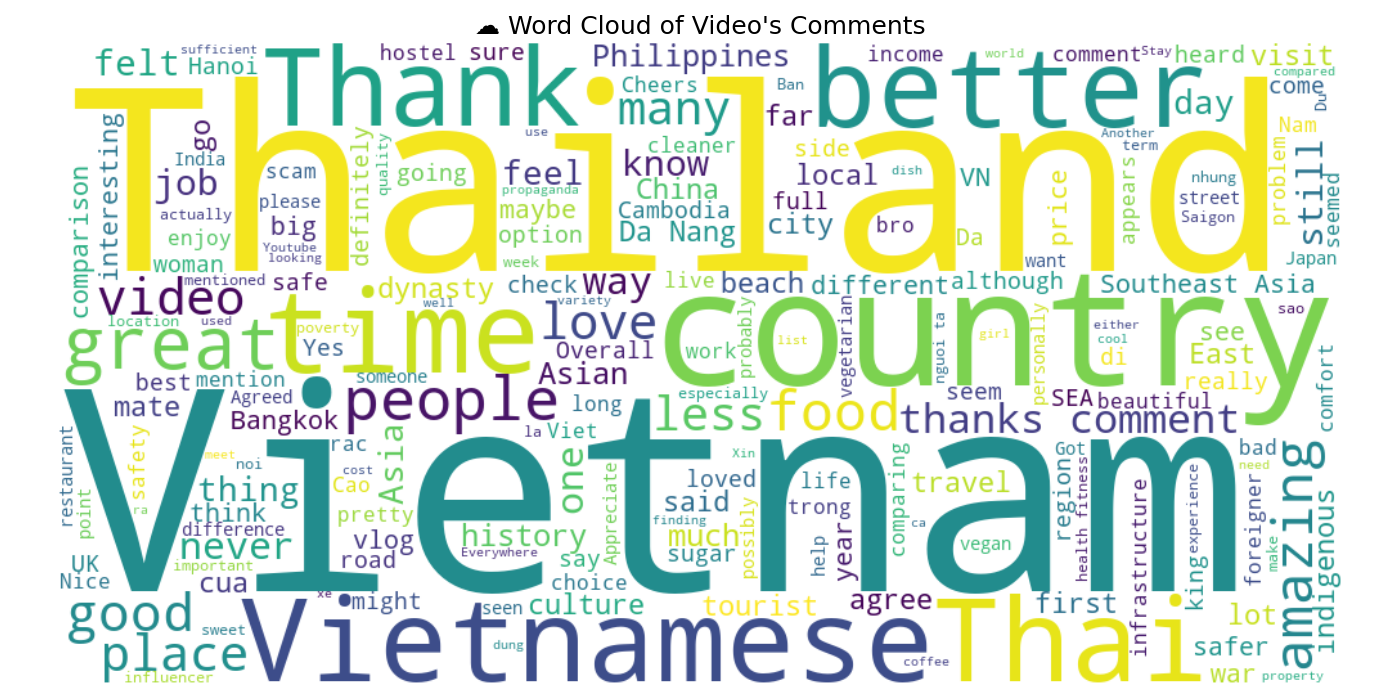 ☁ Word Cloud of Video's Comments
felt
sufficient
Hanoi
Thank
hostel
sure
Philippines
better
income
world
comment
Stay
heard
visit
compared
come
Du
Thailand
Cheers
many
Ban
far
day
Nam
interesting
go
India
job
scam
please
big
actually
enjoy
woman
Youtube
looking
definitely
quality
going
use
feel
propaganda
maybe
option
week
know
cleaner
China
Cambodia
Da Nang
side
local
full
city
bro
dish
VN
Da
price
want
Another
term
appears
nhung
street
Saigon
problem
still
seemed
Japan
comparison
video
mentioned
safe
dynasty
check
way
live
beach
different
although
Southeast Asia
sao
great
location
used
time
poverty
Yes
well
variety
love
Overall
Asian
work
probably
country
list
vegetarian
nguoi ta
girl
personally
either
cool
di
see
East
really
comfort
best
mention
mate
Agreed
someone
Bangkok
people
long
la
Viet
especially
less
food
seem
thanks
SEA
beautiful
comment
Vietnam
restaurant
point
safety
meet
ra
noi
thing
think
difference
never
important
rac
cost
Cao
pretty
vlog
road
Asia
history
Everywhere
say
choice
one
Appreciate
Xin
loved
said
finding
much
sugar
possibly
life
trong
help
year
comparing
ca
travel
vegan
region
Got
health fitness
infrastructure
experience
king
foreigner
bad
need
make
amazing
indigenous
UK
Nice
cua
xe
might
seen
culture
tourist
agree
first
good
place
sweet
influencer
Vietnamese
dung
coffee
Thai
safer
lot
war
property